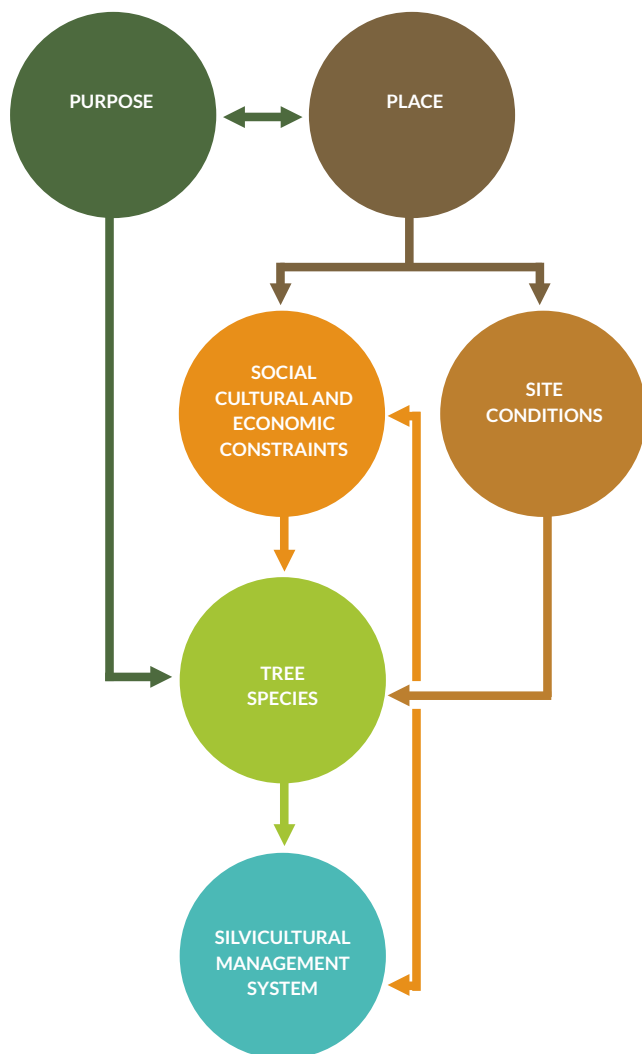 PURPOSE
PLACE
SOCIAL
CULTURAL AND
ECONOMIC
CONSTRAINTS
SITE
CONDITIONS
TREE
SPECIES
SILVICULTURAL
MANAGEMENT
SYSTEM